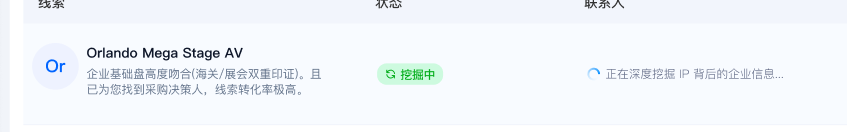 线索 状态 联系人
Or
Orlando Mega Stage AV
企业基础盘高度吻合(海关/展会双重印证)。且
已为您找到采购决策人，线索转化率极高。
挖掘中
正在深度挖掘 IP 背后的企业信息...